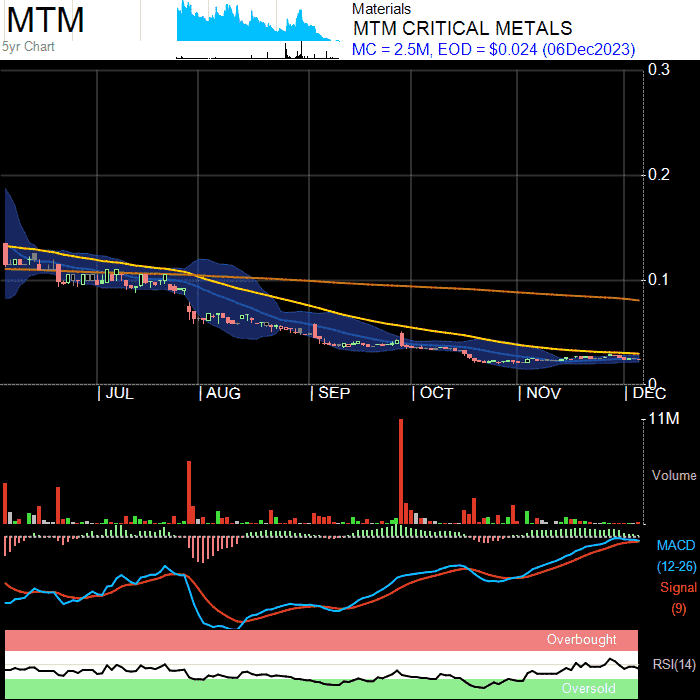 MTM
5yr Chart
Materials
MTM CRITICAL METALS
MC = 2.5M, EOD = $0.024 (06Dec2023)
0.3
0.2
0.1
0
| JUL | AUG | SEP | OCT | NOV | DEC
11M
Volume
MACD
(12-26)
Signal
(9)
Overbought
RSI(14)
Oversold